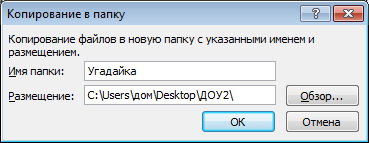 Копирование в папку
Копирование файлов в новую папку с указанными именем и
размещением.
Имя папки: Угадайка
Размещение: C:\Users\дом\Desktop\ДОУ2\ Обзор...
ОК Отмена